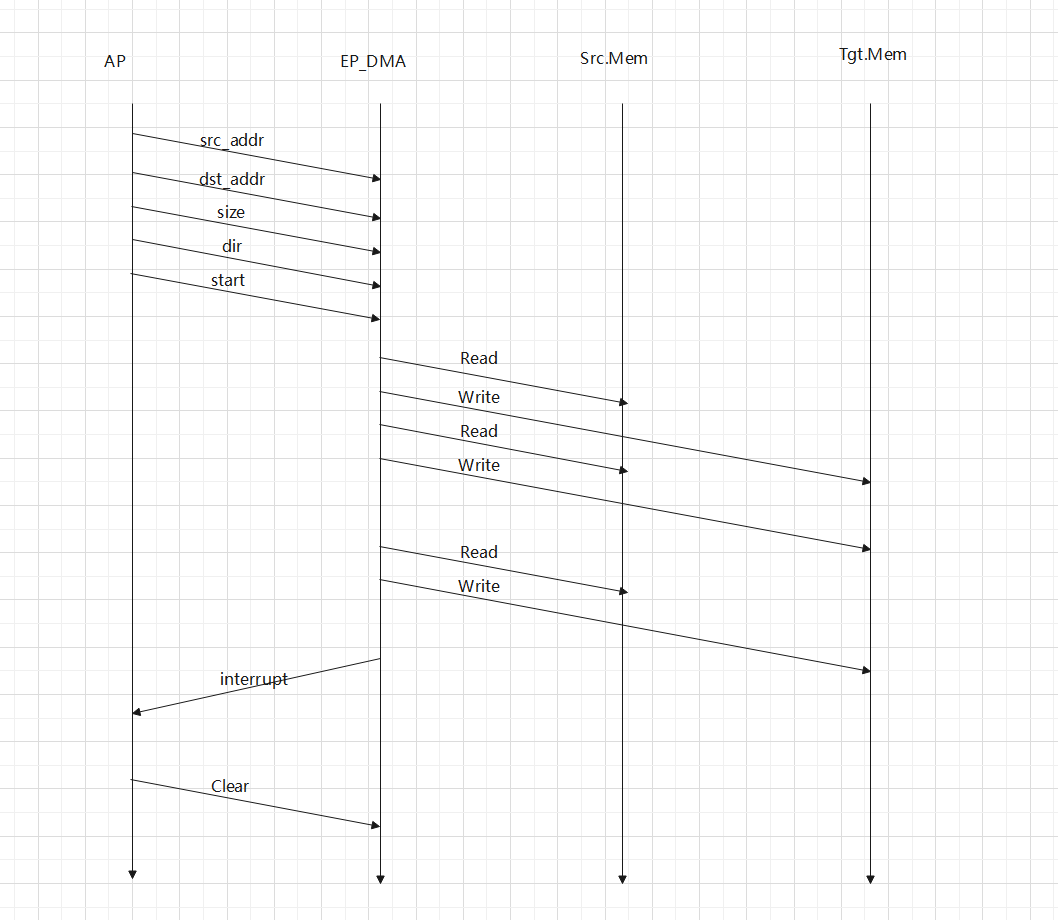 AP
EP_DMA
Src.Mem
Tgt.Mem
src_addr
dst_addr
size
dir
start
Read
Write
Read
Write
Read
Write
interrupt
Clear